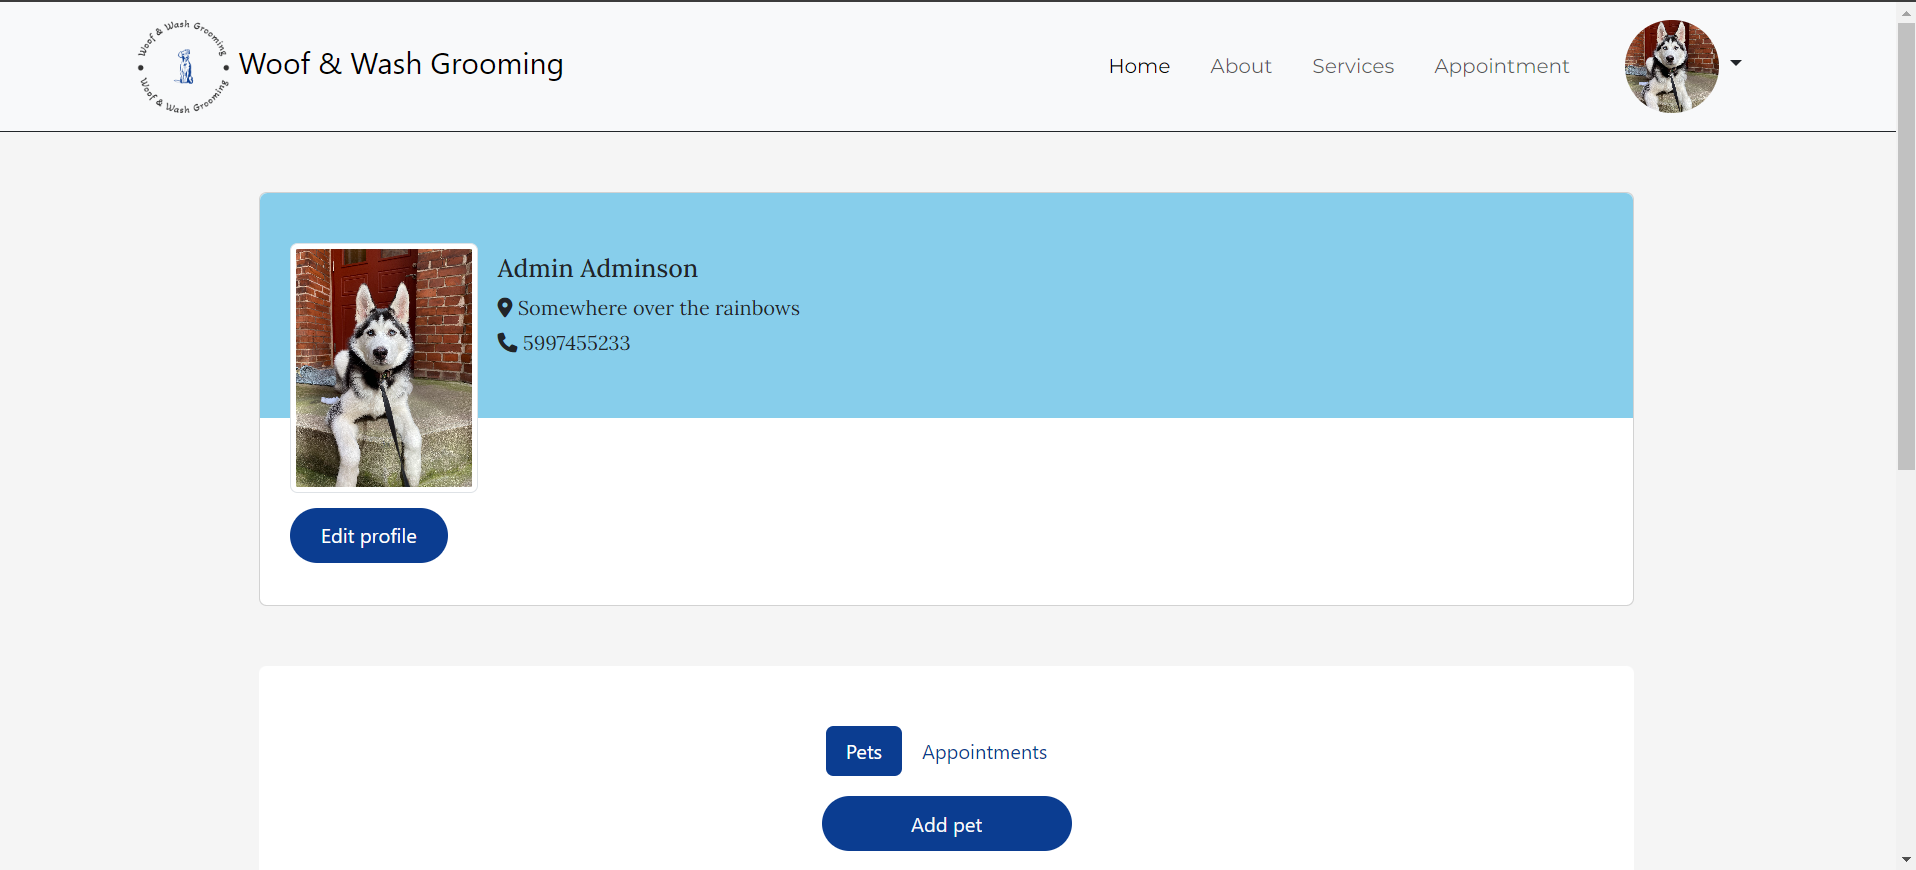 Woof & Wash Grooming
Woof & Wash Grooming
Woof & Wash Grooming
Home
About
Services
Appointment
Admin Adminson
Somewhere over the rainbows
5997455233
Edit profile
Pets
Appointments
Add pet